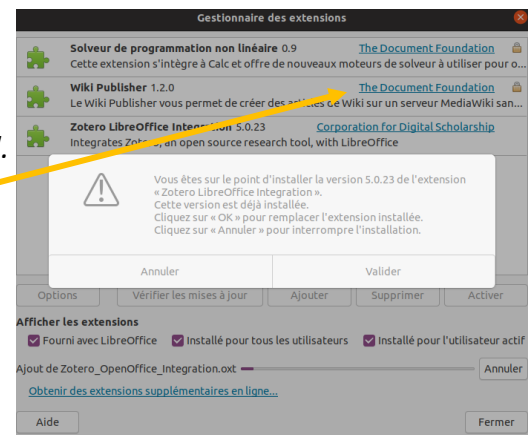 Gestionnaire des extensions
Solveur de programmation non linéaire 0.9 The Document Foundation
Cette extension s'intègre à Calc et offre de nouveaux moteurs de solveur à utiliser pour o...
Wiki Publisher 1.2.0 The Document Foundation
Le Wiki Publisher vous permet de créer des articles de Wiki sur un serveur MediaWiki san...
Zotero LibreOffice Integration 5.0.23 Corporation for Digital Scholarship
Integrates Zotero, an open source research tool, with LibreOffice
Vous êtes sur le point d'installer la version 5.0.23 de l'extension
« Zotero LibreOffice Integration ».
Cette version est déjà installée.
Cliquez sur « OK » pour remplacer l'extension installée.
Cliquez sur « Annuler » pour interrompre l'installation.
Annuler Valider
Options Vérifier les mises à jour Ajouter Supprimer Activer
Afficher les extensions
Fourni avec LibreOffice Installé pour tous les utilisateurs Installé pour l'utilisateur actif
Ajout de Zotero_OpenOffice_Integration.oxt Annuler
Obtenir des extensions supplémentaires en ligne...
Aide Fermer